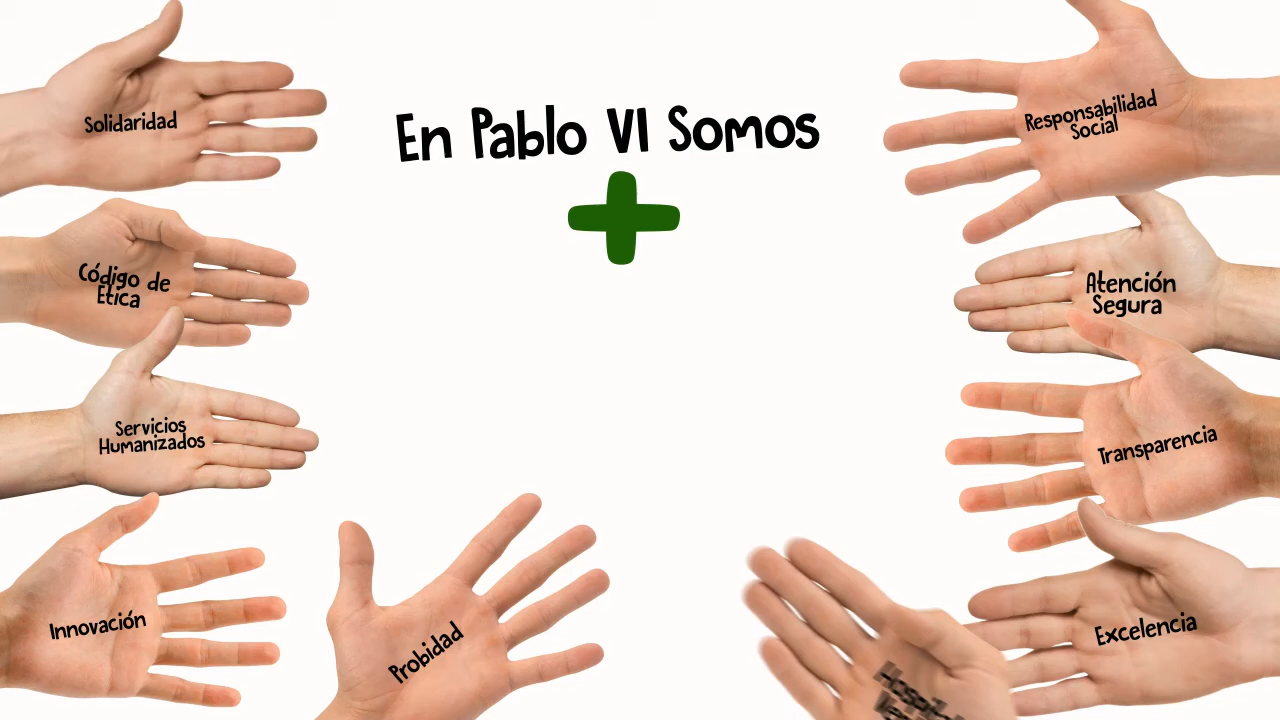 En Pablo VI Somos
Solidaridad
Código de
Etica
Servicios
Humanizados
Innovación
Probidad
Responsabilidad
Social
Atención
Segura
Transparencia
Excelencia